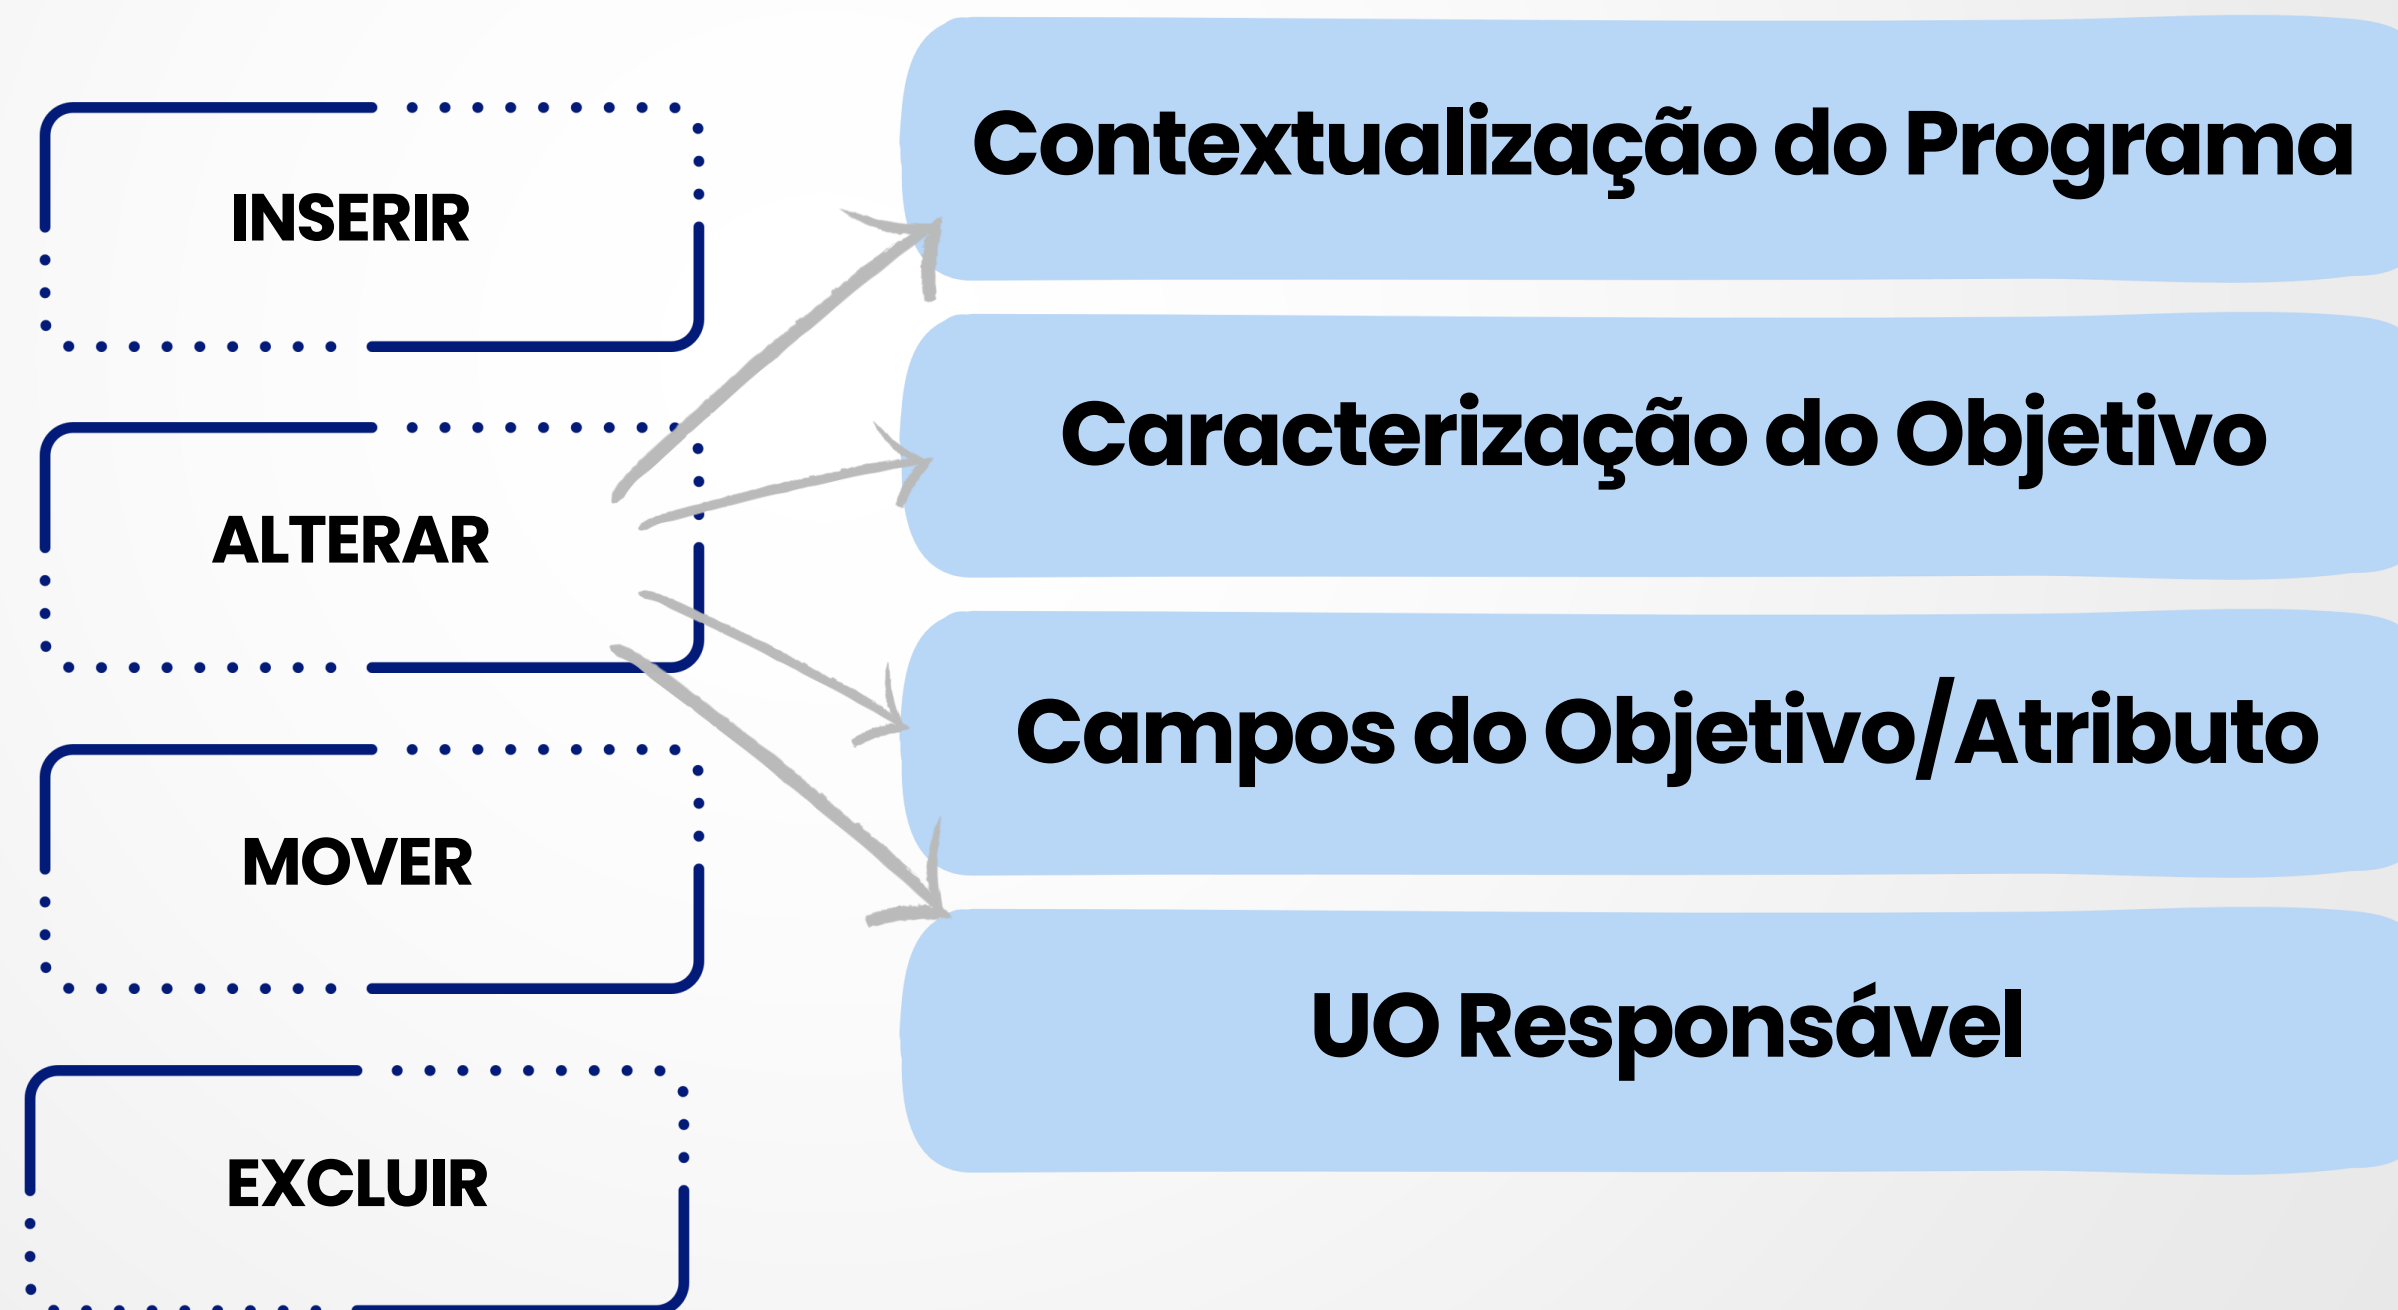 INSERIR
ALTERAR
MOVER
EXCLUIR
Contextualização do Programa
Caracterização do Objetivo
Campos do Objetivo/Atributo
UO Responsável